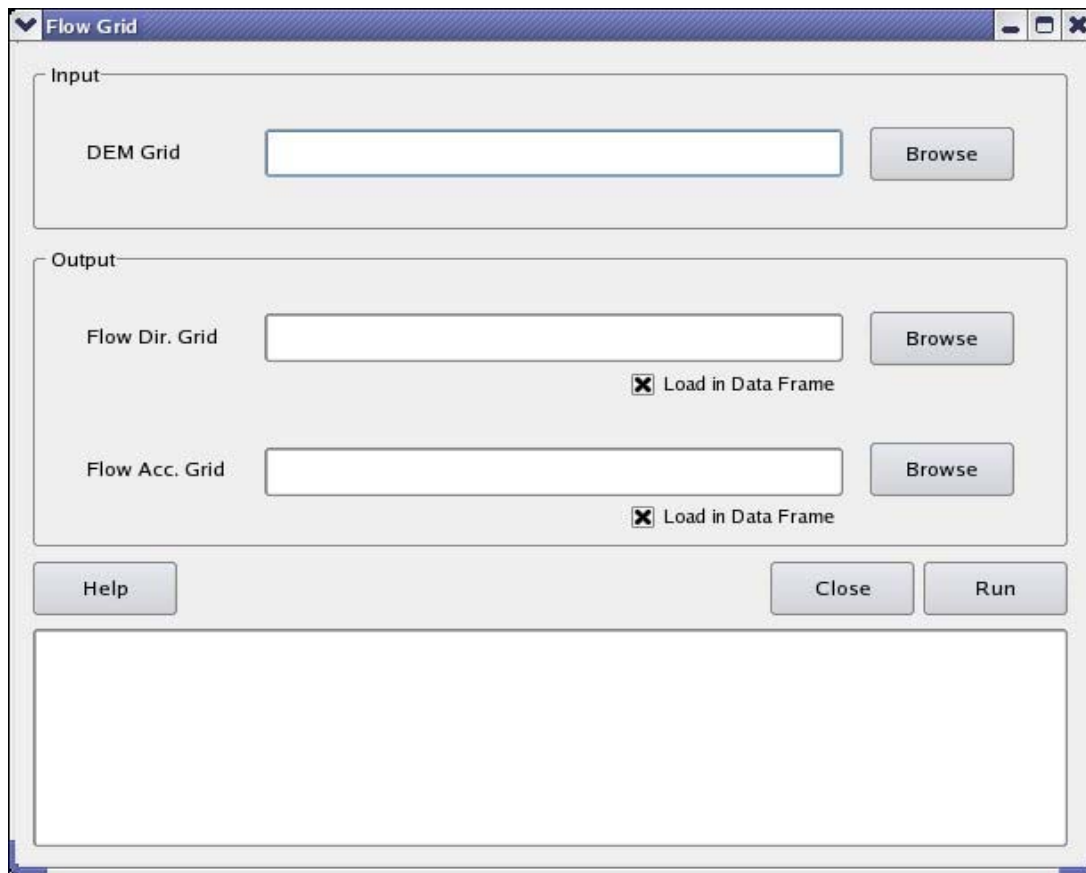 Flow Grid
Input
DEM Grid
Browse
Output
Flow Dir. Grid
Browse
Load in Data Frame
Flow Acc. Grid
Browse
Load in Data Frame
Help
Close
Run